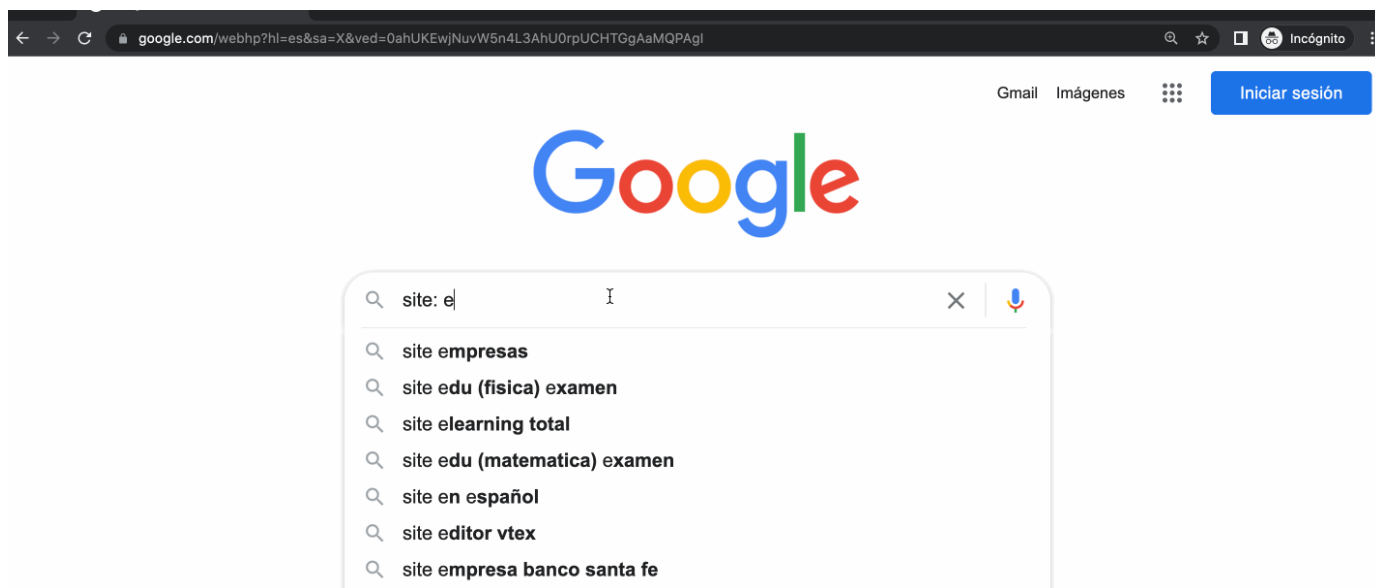 google.com/webhp?hl=es&sa=X&ved=0ahUKEwjNuvW5n4L3AhU0rpUCHTGgAaMQPAgI
Incógnito
Gmail Imágenes Iniciar sesión
Google
site: e
site empresas
site edu (fisica) examen
site elearning total
site edu (matematica) examen
site en español
site editor vtex
site empresa banco santa fe